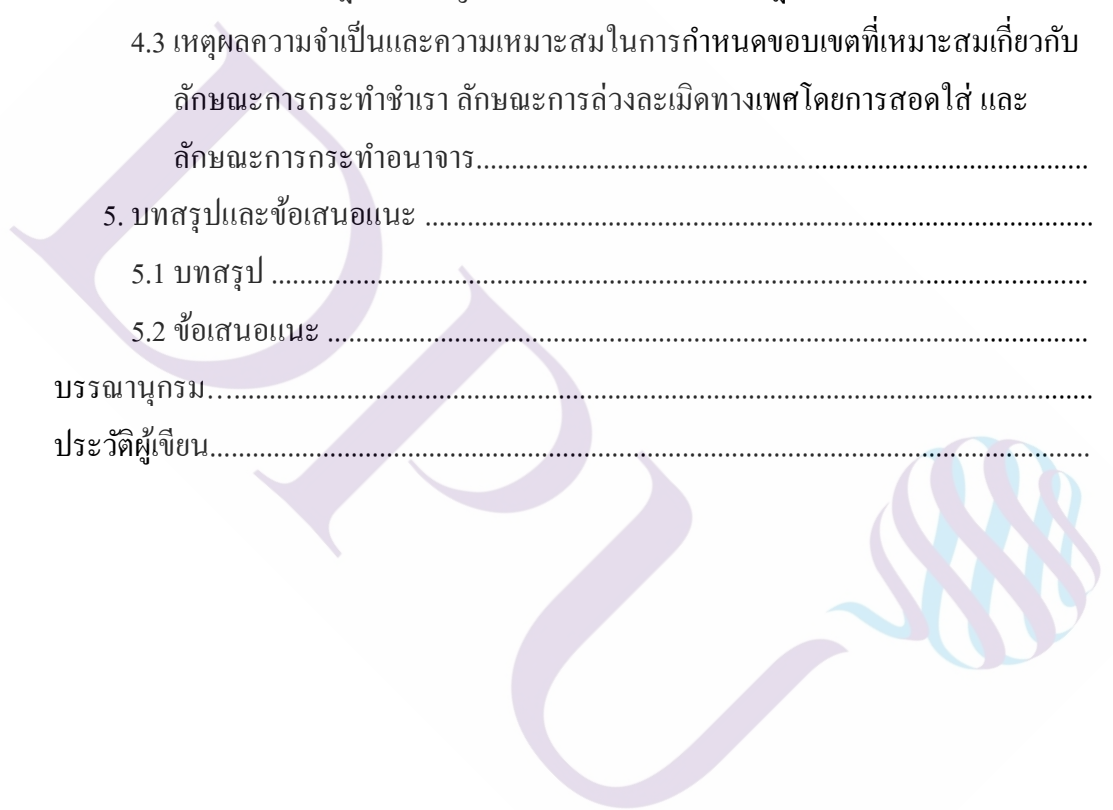 4.3 เหตุผลความจำเป็นและความเหมาะสมในการกำหนดขอบเขตที่เหมาะสมเกี่ยวกับ
ลักษณะการกระทำชำเรา ลักษณะการล่วงละเมิดทางเพศโดยการสอดใส่ และ
ลักษณะการกระทำอนาจาร..........................................................................................
5. บทสรุปและข้อเสนอแนะ ....................................................................................................
5.1 บทสรุป ........................................................................................................................
5.2 ข้อเสนอแนะ ................................................................................................................
บรรณานุกรม…................................................................................................................................
ประวัติผู้เขียน.................................................................................................................................
DPU